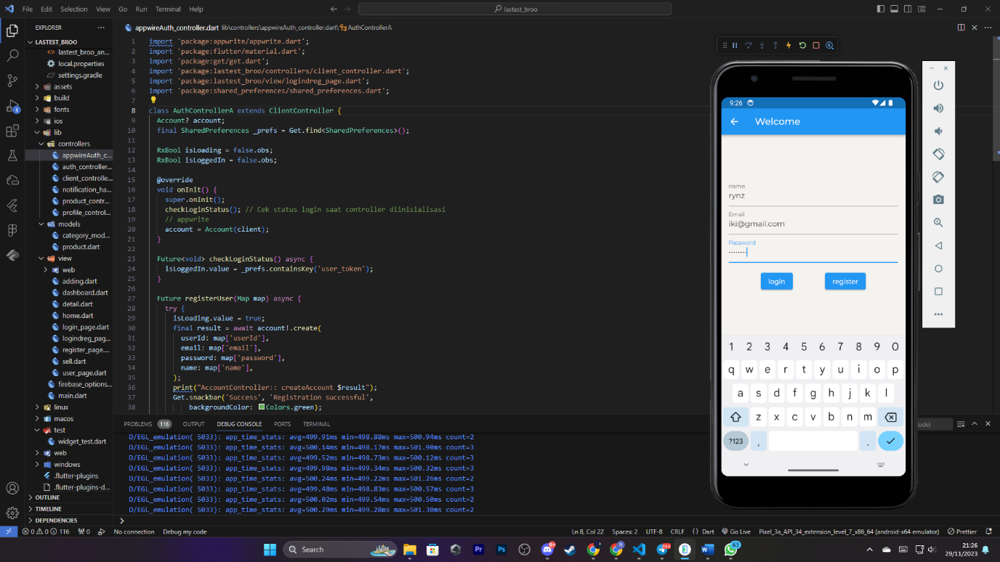 File Edit Selection View Go Run Terminal Help
lastest_broo
EXPLORER
LASTEST_BROO
lastest_broo_an...
local.properties
settings.gradle
assets
build
fonts
ios
lib
controllers
appwireAuth_c...
auth_controller...
client_controlle...
notification_ha...
product_contr...
profile_control...
models
category_mod...
product.dart
view
web
adding.dart
dashboard.dart
detail.dart
home.dart
login_page.dart
logindreg_pag...
register_page....
sell.dart
user_page.dart
firebase_options...
main.dart
linux
macos
test
widget_test.dart
web
windows
.flutter-plugins
.flutter-plugins-d...
OUTLINE
TIMELINE
DEPENDENCIES
appwireAuth_controller.dart lib\controllers\appwireAuth_controller.dart\AuthControllerA
1 import 'package:appwrite/appwrite.dart';
2 import 'package:flutter/material.dart';
3 import 'package:get/get.dart';
4 import 'package:lastest_broo/controllers/client_controller.dart';
5 import 'package:lastest_broo/view/logindreg_page.dart';
6 import 'package:shared_preferences/shared_preferences.dart';
7
8 class AuthControllerA extends ClientController {
9 Account? account;
10 final SharedPreferences _prefs = Get.find<SharedPreferences>();
11
12 RxBool isLoading = false.obs;
13 RxBool isLoggedIn = false.obs;
14
15 @override
16 void onInit() {
17 super.onInit();
18 checkLoginStatus(); // Cek status login saat controller diinisialisasi
19 // appwrite
20 account = Account(client);
21 }
22
23 Future<void> checkLoginStatus() async {
24 isLoggedIn.value = _prefs.containsKey('user_token');
25 }
26
27 Future registerUser(Map map) async {
28 try {
29 isLoading.value = true;
30 final result = await account!.create(
31 userId: map['userId'],
32 email: map['email'],
33 password: map['password'],
34 name: map['name'],
35 );
36 print("AccountController:: createAccount $result");
37 Get.snackbar('Success', 'Registration successful',
38 backgroundColor: Colors.green);
PROBLEMS 116 OUTPUT DEBUG CONSOLE PORTS TERMINAL
D/EGL_emulation( 5033): app_time_stats: avg=499.91ms min=498.88ms max=500.94ms count=2
D/EGL_emulation( 5033): app_time_stats: avg=500.14ms min=498.17ms max=501.90ms count=3
D/EGL_emulation( 5033): app_time_stats: avg=499.52ms min=498.73ms max=500.12ms count=3
D/EGL_emulation( 5033): app_time_stats: avg=499.98ms min=499.34ms max=500.32ms count=3
D/EGL_emulation( 5033): app_time_stats: avg=500.24ms min=499.22ms max=501.26ms count=2
D/EGL_emulation( 5033): app_time_stats: avg=499.48ms min=498.83ms max=500.57ms count=3
D/EGL_emulation( 5033): app_time_stats: avg=500.02ms min=499.54ms max=500.50ms count=2
D/EGL_emulation( 5033): app_time_stats: avg=500.29ms min=499.28ms max=501.30ms count=2
9:26
Welcome
name
rynz
Email
iki@gmail.com
Password
········
login register
1 2 3 4 5 6 7 8 9 0
q w e r t y u i o p
a s d f g h j k l
z x c v b n m
?123 , .
0 0 116 0 No connection Debug my code
Ln 8, Col 22 Spaces: 2 UTF-8 CRLF {} Dart Go Live Pixel_3a_API_34_extension_level_7_x86_64 (android-x64 emulator) Prettier
Search
Pr Ps 9+ 994 63
21:26
29/11/2023